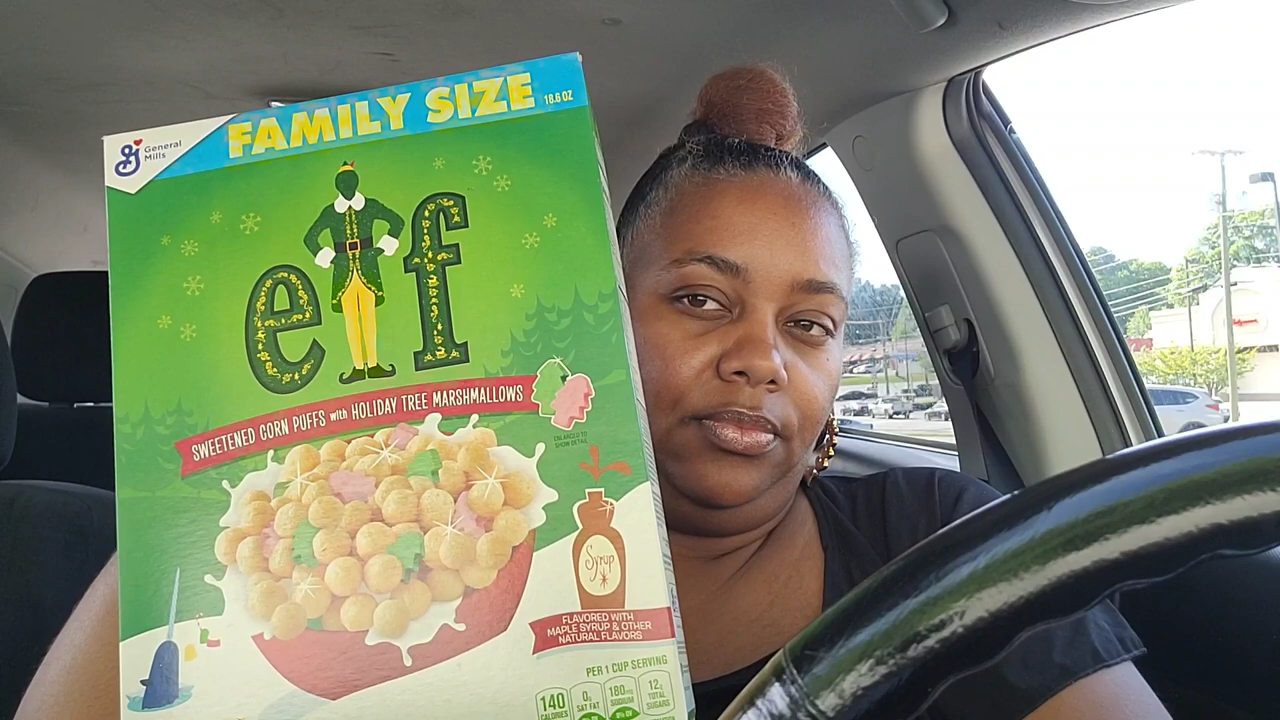 General
Mills
FAMILY SIZE 18.6 OZ
elf
SWEETENED CORN PUFFS with HOLIDAY TREE MARSHMALLOWS
ENLARGED TO
SHOW DETAIL
Syrup
FLAVORED WITH
MAPLE SYRUP & OTHER
NATURAL FLAVORS
PER 1 CUP SERVING
140 0g 180mg 12g
CALORIES SAT FAT SODIUM TOTAL
SUGARS